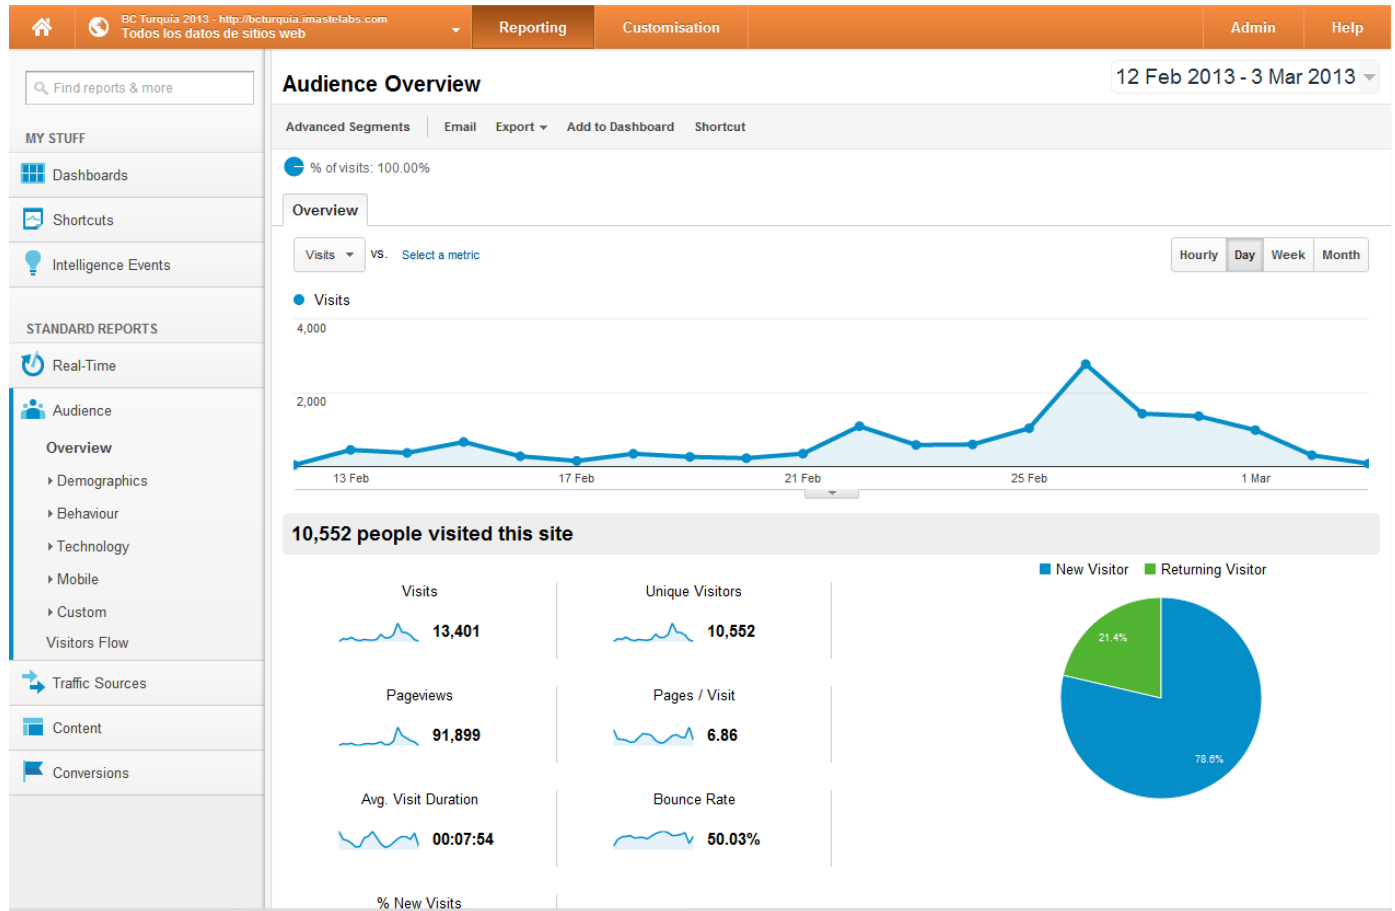 BC Turquía 2013 - http://bcturquia.imastelabs.com
Todos los datos de sitios web
Reporting
Customisation
Admin
Help
Find reports & more
MY STUFF
Dashboards
Shortcuts
Intelligence Events
STANDARD REPORTS
Real-Time
Audience
Overview
Demographics
Behaviour
Technology
Mobile
Custom
Visitors Flow
Traffic Sources
Content
Conversions
Audience Overview
12 Feb 2013 - 3 Mar 2013
Advanced Segments Email Export Add to Dashboard Shortcut
% of visits: 100.00%
Overview
Visits VS. Select a metric
Hourly Day Week Month
Visits
4,000
2,000
13 Feb 17 Feb 21 Feb 25 Feb 1 Mar
10,552 people visited this site
Visits
13,401
Unique Visitors
10,552
Pageviews
91,899
Pages / Visit
6.86
Avg. Visit Duration
00:07:54
Bounce Rate
50.03%
% New Visits
New Visitor Returning Visitor
21.4%
78.6%